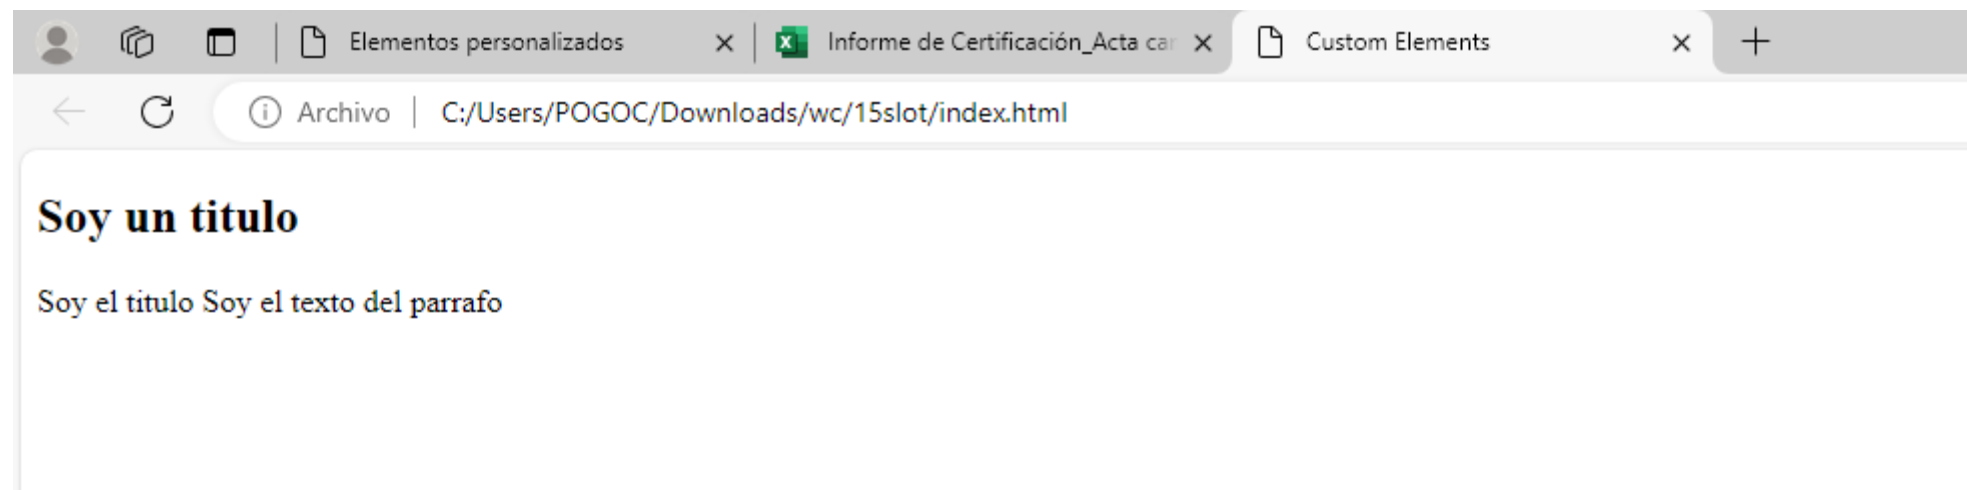 Elementos personalizados
Informe de Certificación_Acta car
Custom Elements
Archivo | C:/Users/POGOC/Downloads/wc/15slot/index.html
Soy un titulo
Soy el titulo Soy el texto del parrafo